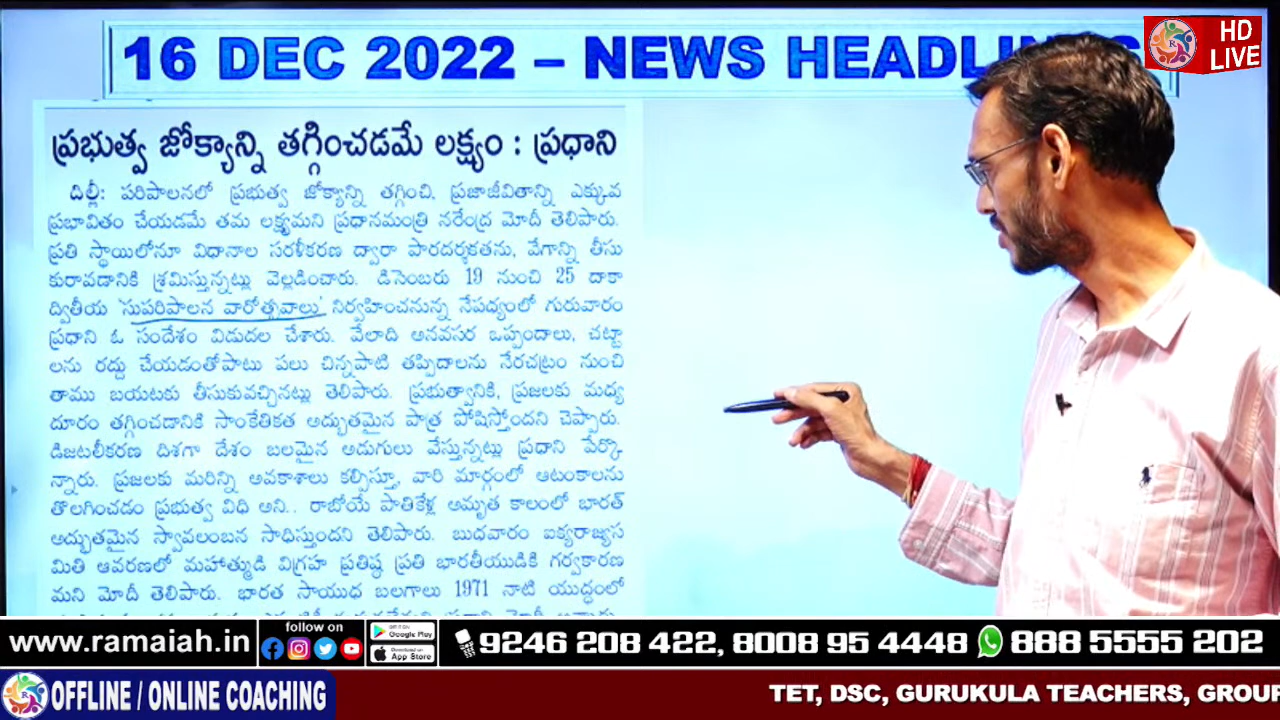 16 DEC 2022 – NEWS HEADL
HD
LIVE
ప్రభుత్వ జోక్యాన్ని తగ్గించడమే లక్ష్యం : ప్రధాని
దిల్లీ: పరిపాలనలో ప్రభుత్వ జోక్యాన్ని తగ్గించి, ప్రజాజీవితాన్ని ఎక్కువ
ప్రభావితం చేయడమే తమ లక్ష్యమని ప్రధానమంత్రి నరేంద్ర మోదీ తెలిపారు.
ప్రతి స్థాయిలోనూ విధానాల సరళీకరణ ద్వారా పారదర్శకతను, వేగాన్ని తీసు
కురావడానికి శ్రమిస్తున్నట్లు వెల్లడించారు. డిసెంబరు 19 నుంచి 25 దాకా
ద్వితీయ 'సుపరిపాలన వారోత్సవాలు' నిర్వహించనున్న నేపథ్యంలో గురువారం
ప్రధాని ఓ సందేశం విడుదల చేశారు. వేలాది అనవసర ఒప్పందాలు, చట్టా
లను రద్దు చేయడంతోపాటు పలు చిన్నపాటి తప్పిదాలను నేరచట్రం నుంచి
తాము బయటకు తీసుకువచ్చినట్లు తెలిపారు. ప్రభుత్వానికి, ప్రజలకు మధ్య
దూరం తగ్గించడానికి సాంకేతికత అద్భుతమైన పాత్ర పోషిస్తోందని చెప్పారు.
డిజటలీకరణ దిశగా దేశం బలమైన అడుగులు వేస్తున్నట్లు ప్రధాని పేర్కొ
న్నారు. ప్రజలకు మరిన్ని అవకాశాలు కల్పిస్తూ, వారి మార్గంలో ఆటంకాలను
తొలగించడం ప్రభుత్వ విధి అని.. రాబోయే పాతికేళ్ల అమృత కాలంలో భారత్
అద్భుతమైన స్వావలంబన సాధిస్తుందని తెలిపారు. బుధవారం ఐక్యరాజ్యస
మితి ఆవరణలో మహాత్ముడి విగ్రహ ప్రతిష్ఠ ప్రతి భారతీయుడికి గర్వకారణ
మని మోదీ తెలిపారు. భారత సాయుధ బలగాలు 1971 నాటి యుద్ధంలో
www.ramaiah.in
follow on
GET IT ON
Google Play
Download on
App Store
9246 208 422, 8008 95 4448
888 5555 202
OFFLINE / ONLINE COACHING
TET, DSC, GURUKULA TEACHERS, GROUP